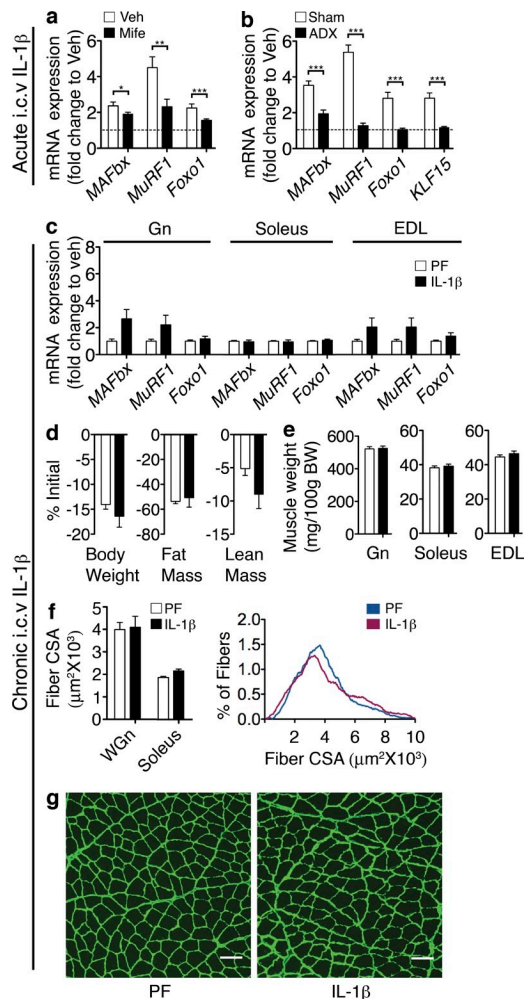 Acute i.c.v IL-1β
a
Veh
Mife
mRNA expression
(fold change to Veh)
6
4
2
0
*
**
***
MAFbx
MuRF1
Foxo1
b
Sham
ADX
mRNA expression
(fold change to Veh)
6
4
2
0
***
***
***
***
MAFbx
MuRF1
Foxo1
KLF15
Chronic i.c.v IL-1β
c
Gn
Soleus
EDL
PF
IL-1β
mRNA expression
(fold change to veh)
8
6
4
2
0
MAFbx
MuRF1
Foxo1
MAFbx
MuRF1
Foxo1
MAFbx
MuRF1
Foxo1
d
% Initial
0
-5
-10
-15
-20
Body
Weight
0
-20
-40
-60
-80
Fat
Mass
0
-5
-10
-15
Lean
Mass
e
Muscle weight
(mg/100g BW)
600
400
200
0
Gn
60
40
20
0
Soleus
60
40
20
0
EDL
f
PF
IL-1β
Fiber CSA
(μm²X10³)
5
4
3
2
1
0
WGn
Soleus
PF
IL-1β
% of Fibers
2.0
1.5
1.0
0.5
0.0
2
4
6
8
10
Fiber CSA (μm²X10³)
g
PF
IL-1β